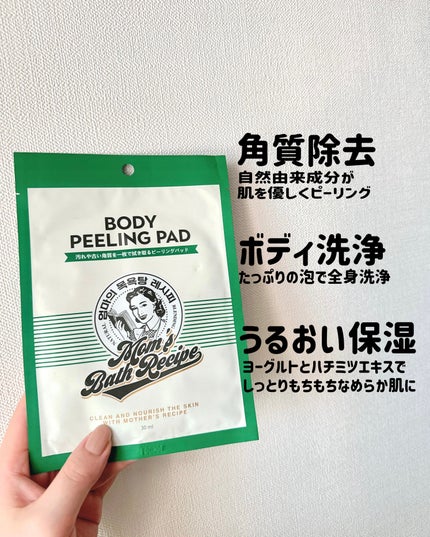 角質除去
自然由来成分が
肌を優しくピーリング
ボディ洗浄
たっぷりの泡で全身洗浄
うるおい保湿
ヨーグルトとハチミツエキスで
しっとりもちもちなめらか肌に
BODY
PEELING PAD
汚れや古い角質を一枚で拭き取るピーリングパッド
엄마의 목욕탕 레시피
NATURAL
BLENDING
Mom's
Bath Recipe
CLEAN AND NOURISH THE SKIN
WITH MOTHER'S RECIPE
30 ml